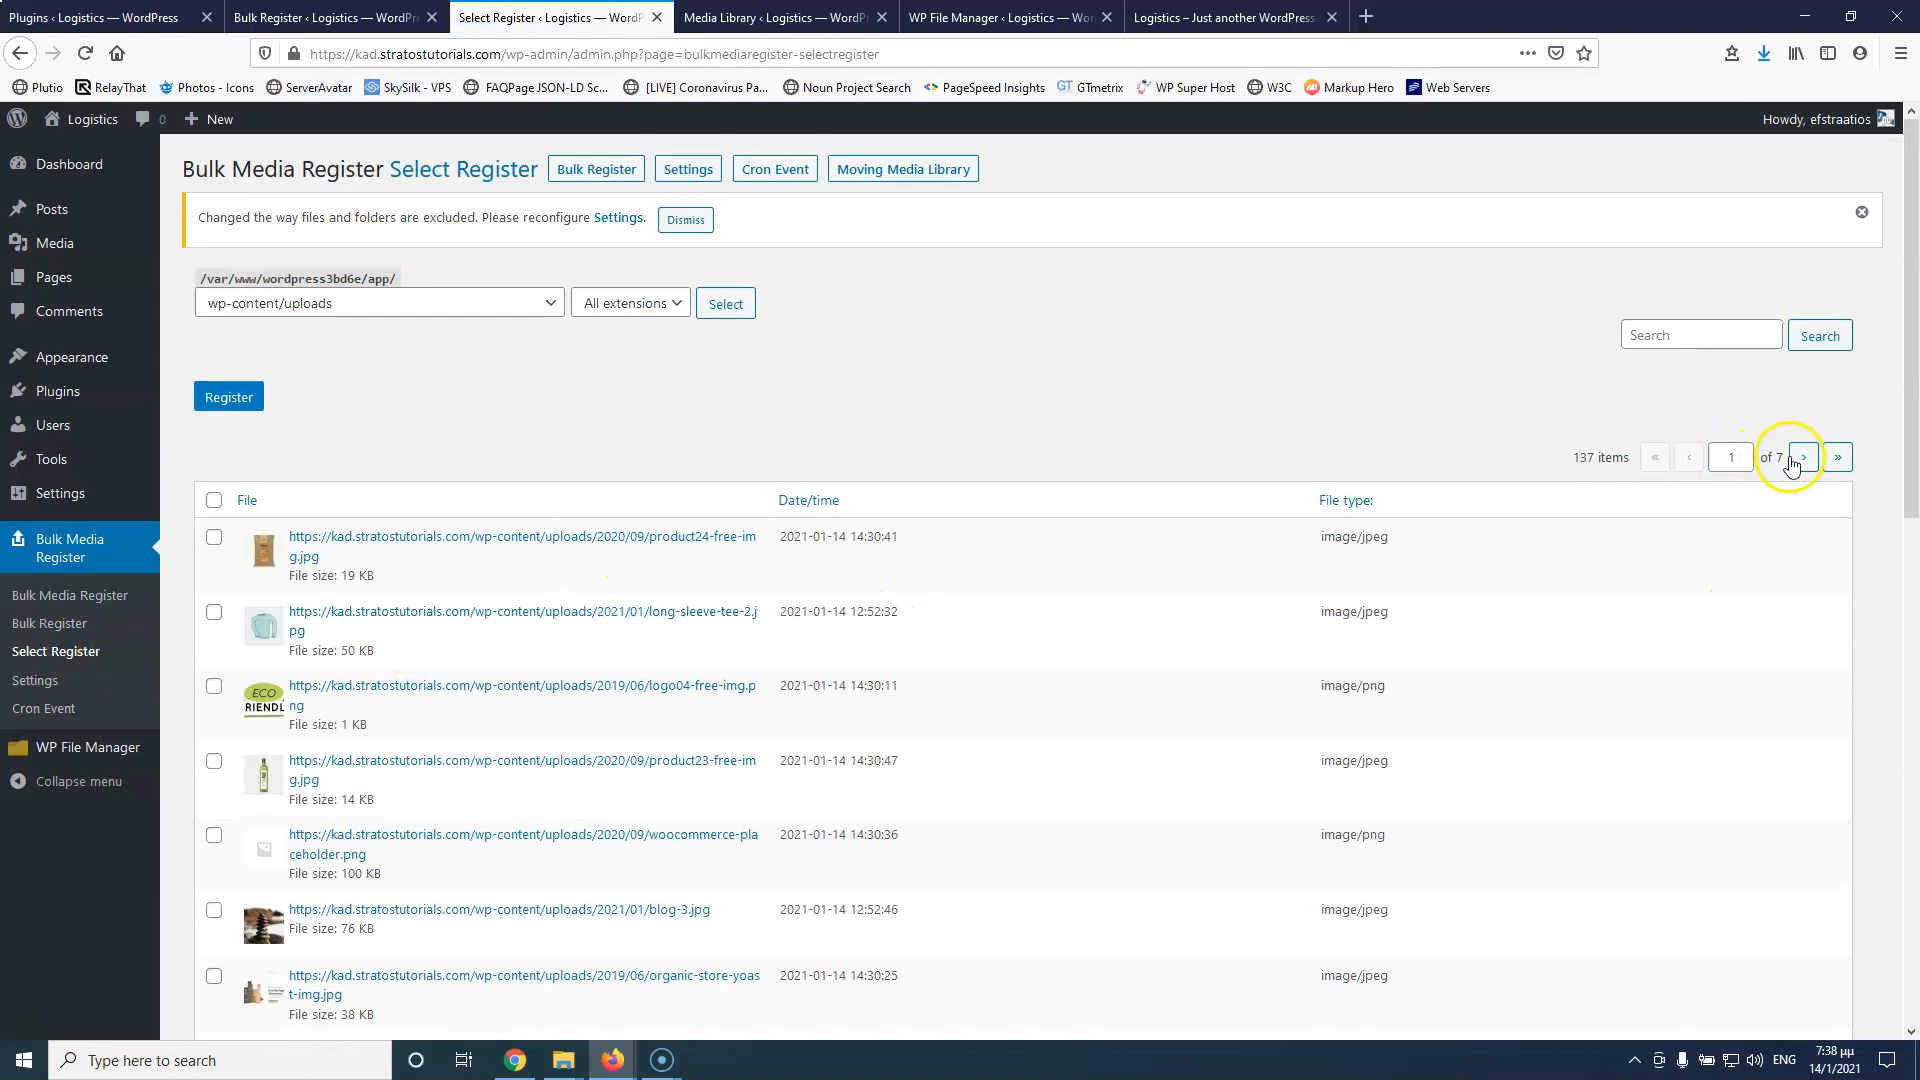 Plugins ‹ Logistics — WordPress
Bulk Register ‹ Logistics — WordPr
Select Register ‹ Logistics — WordP
Media Library ‹ Logistics — WordPr
WP File Manager ‹ Logistics — Wor
Logistics – Just another WordPress
https://kad.stratostutorials.com/wp-admin/admin.php?page=bulkmediaregister-selectregister
Plutio
RelayThat
Photos - Icons
ServerAvatar
SkySilk - VPS
FAQPage JSON-LD Sc...
[LIVE] Coronavirus Pa...
Noun Project Search
PageSpeed Insights
GTmetrix
WP Super Host
W3C
Markup Hero
Web Servers
Logistics
0
New
Howdy, efstraatios
Dashboard
Posts
Media
Pages
Comments
Appearance
Plugins
Users
Tools
Settings
Bulk Media
Register
Bulk Media Register
Bulk Register
Select Register
Settings
Cron Event
WP File Manager
Collapse menu
Bulk Media Register Select Register
Bulk Register
Settings
Cron Event
Moving Media Library
Changed the way files and folders are excluded. Please reconfigure Settings.
Dismiss
/var/www/wordpress3bd6e/app/
wp-content/uploads
All extensions
Select
Search
Search
Register
137 items « ‹ 1 of 7 › »
File
Date/time
File type:
https://kad.stratostutorials.com/wp-content/uploads/2020/09/product24-free-im
g.jpg
File size: 19 KB
2021-01-14 14:30:41
image/jpeg
https://kad.stratostutorials.com/wp-content/uploads/2021/01/long-sleeve-tee-2.j
pg
File size: 50 KB
2021-01-14 12:52:32
image/jpeg
ECO
RIENDL
https://kad.stratostutorials.com/wp-content/uploads/2019/06/logo04-free-img.p
ng
File size: 1 KB
2021-01-14 14:30:11
image/png
https://kad.stratostutorials.com/wp-content/uploads/2020/09/product23-free-im
g.jpg
File size: 14 KB
2021-01-14 14:30:47
image/jpeg
https://kad.stratostutorials.com/wp-content/uploads/2020/09/woocommerce-pla
ceholder.png
File size: 100 KB
2021-01-14 14:30:36
image/png
https://kad.stratostutorials.com/wp-content/uploads/2021/01/blog-3.jpg
File size: 76 KB
2021-01-14 12:52:46
image/jpeg
https://kad.stratostutorials.com/wp-content/uploads/2019/06/organic-store-yoas
t-img.jpg
File size: 38 KB
2021-01-14 14:30:25
image/jpeg
Type here to search
ENG
7:38 μμ
14/1/2021